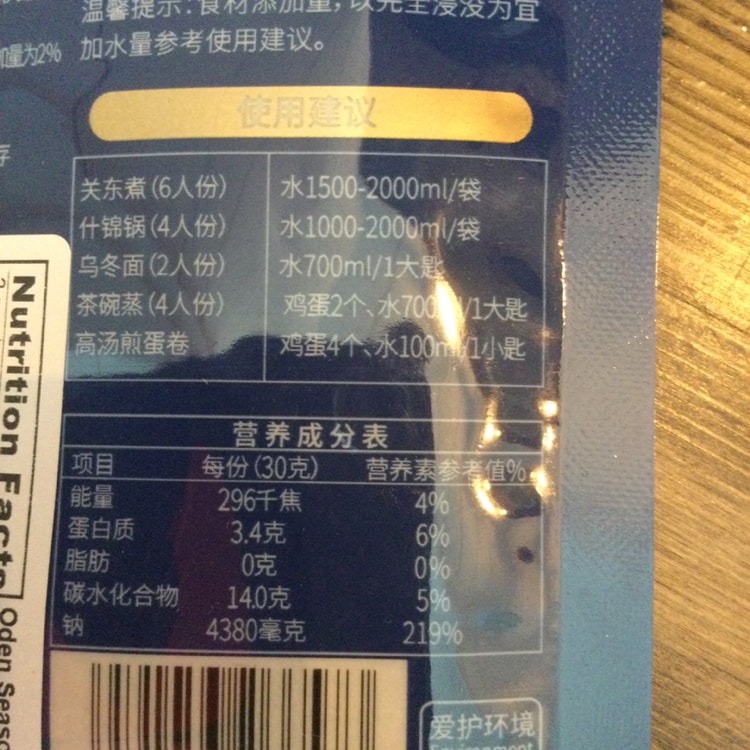 温馨提示:食材添加量,以完全浸没为宜
加水量参考使用建议。
加量为2%
存
使用建议
关东煮(6人份) 水1500-2000ml/袋
什锦锅(4人份) 水1000-2000ml/袋
乌冬面(2人份) 水700ml/1大匙
茶碗蒸(4人份) 鸡蛋2个、水700 /1大匙
高汤煎蛋卷 鸡蛋4个、水100ml/1小匙
营养成分表
项目 每份(30克) 营养素参考值%
能量 296千焦 4%
蛋白质 3.4克 6%
脂肪 0克 0%
碳水化合物 14.0克 5%
钠 4380毫克 219%
Nutrition Facts
Oden Seaso
爱护环境
Environment